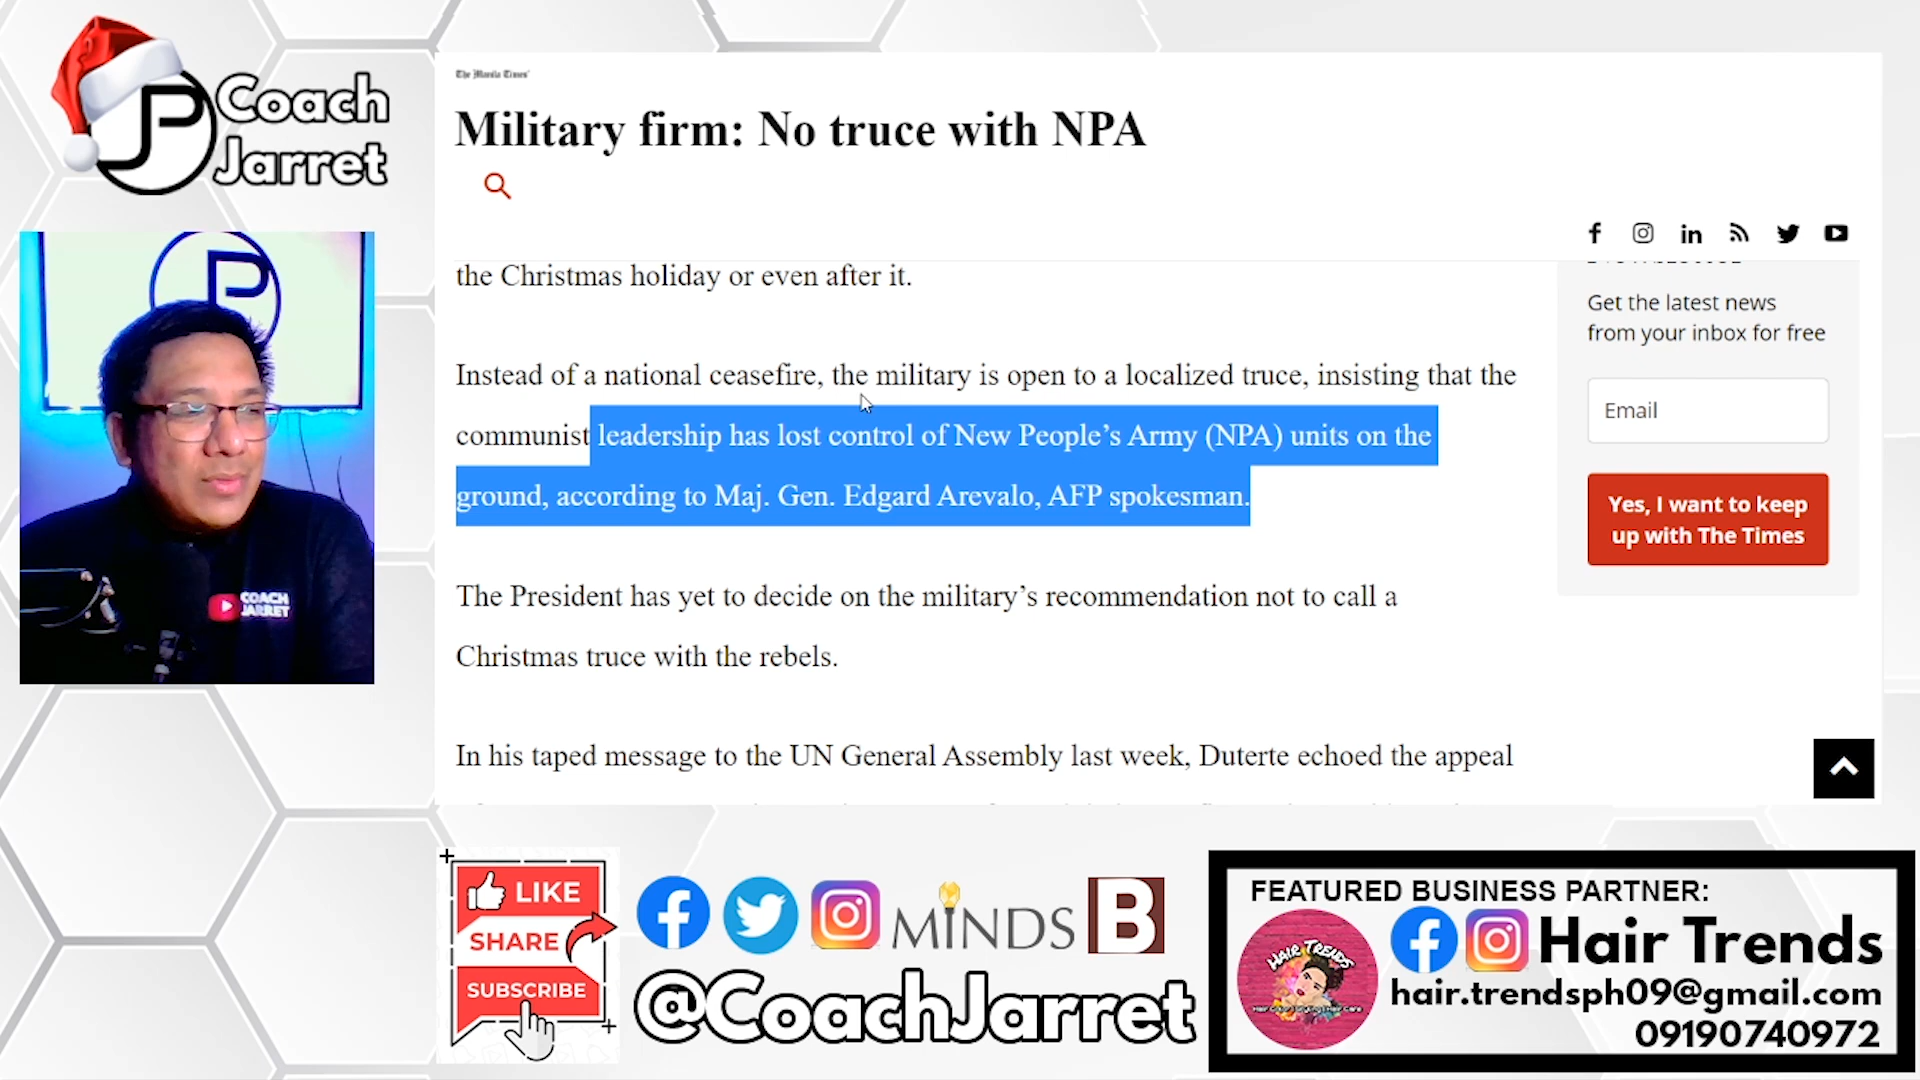 Coach
Jarret
The Manila Times
Military firm: No truce with NPA
the Christmas holiday or even after it.
Instead of a national ceasefire, the military is open to a localized truce, insisting that the
communist leadership has lost control of New People's Army (NPA) units on the
ground, according to Maj. Gen. Edgard Arevalo, AFP spokesman.
The President has yet to decide on the military's recommendation not to call a
Christmas truce with the rebels.
In his taped message to the UN General Assembly last week, Duterte echoed the appeal
Get the latest news
from your inbox for free
Email
Yes, I want to keep
up with The Times
COACH
JARRET
LIKE
SHARE
SUBSCRIBE
MINDS
B
@CoachJarret
FEATURED BUSINESS PARTNER:
HAIR TRENDS
Hair Trends
hair.trendsph09@gmail.com
09190740972